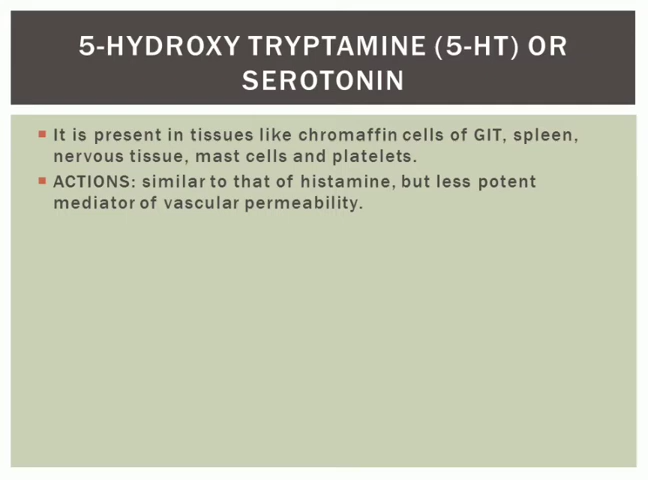 5-HYDROXY TRYPTAMINE (5-HT) OR
SEROTONIN
It is present in tissues like chromaffin cells of GIT, spleen,
nervous tissue, mast cells and platelets.
ACTIONS: similar to that of histamine, but less potent
mediator of vascular permeability.